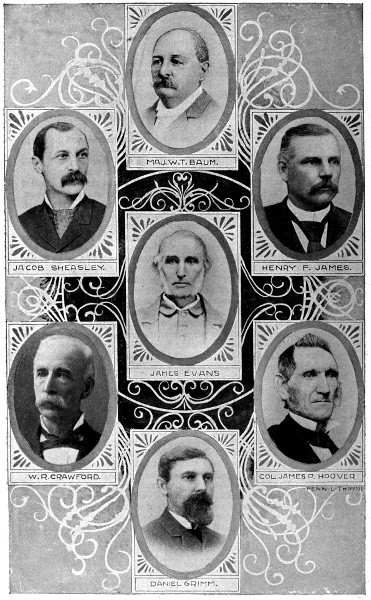 MAJ. W.T. BAUM.
JACOB SHEASLEY.
HENRY F. JAMES.
JAMES EVANS
W.R. CRAWFORD.
COL. JAMES P. HOOVER
DANIEL GRIMM.